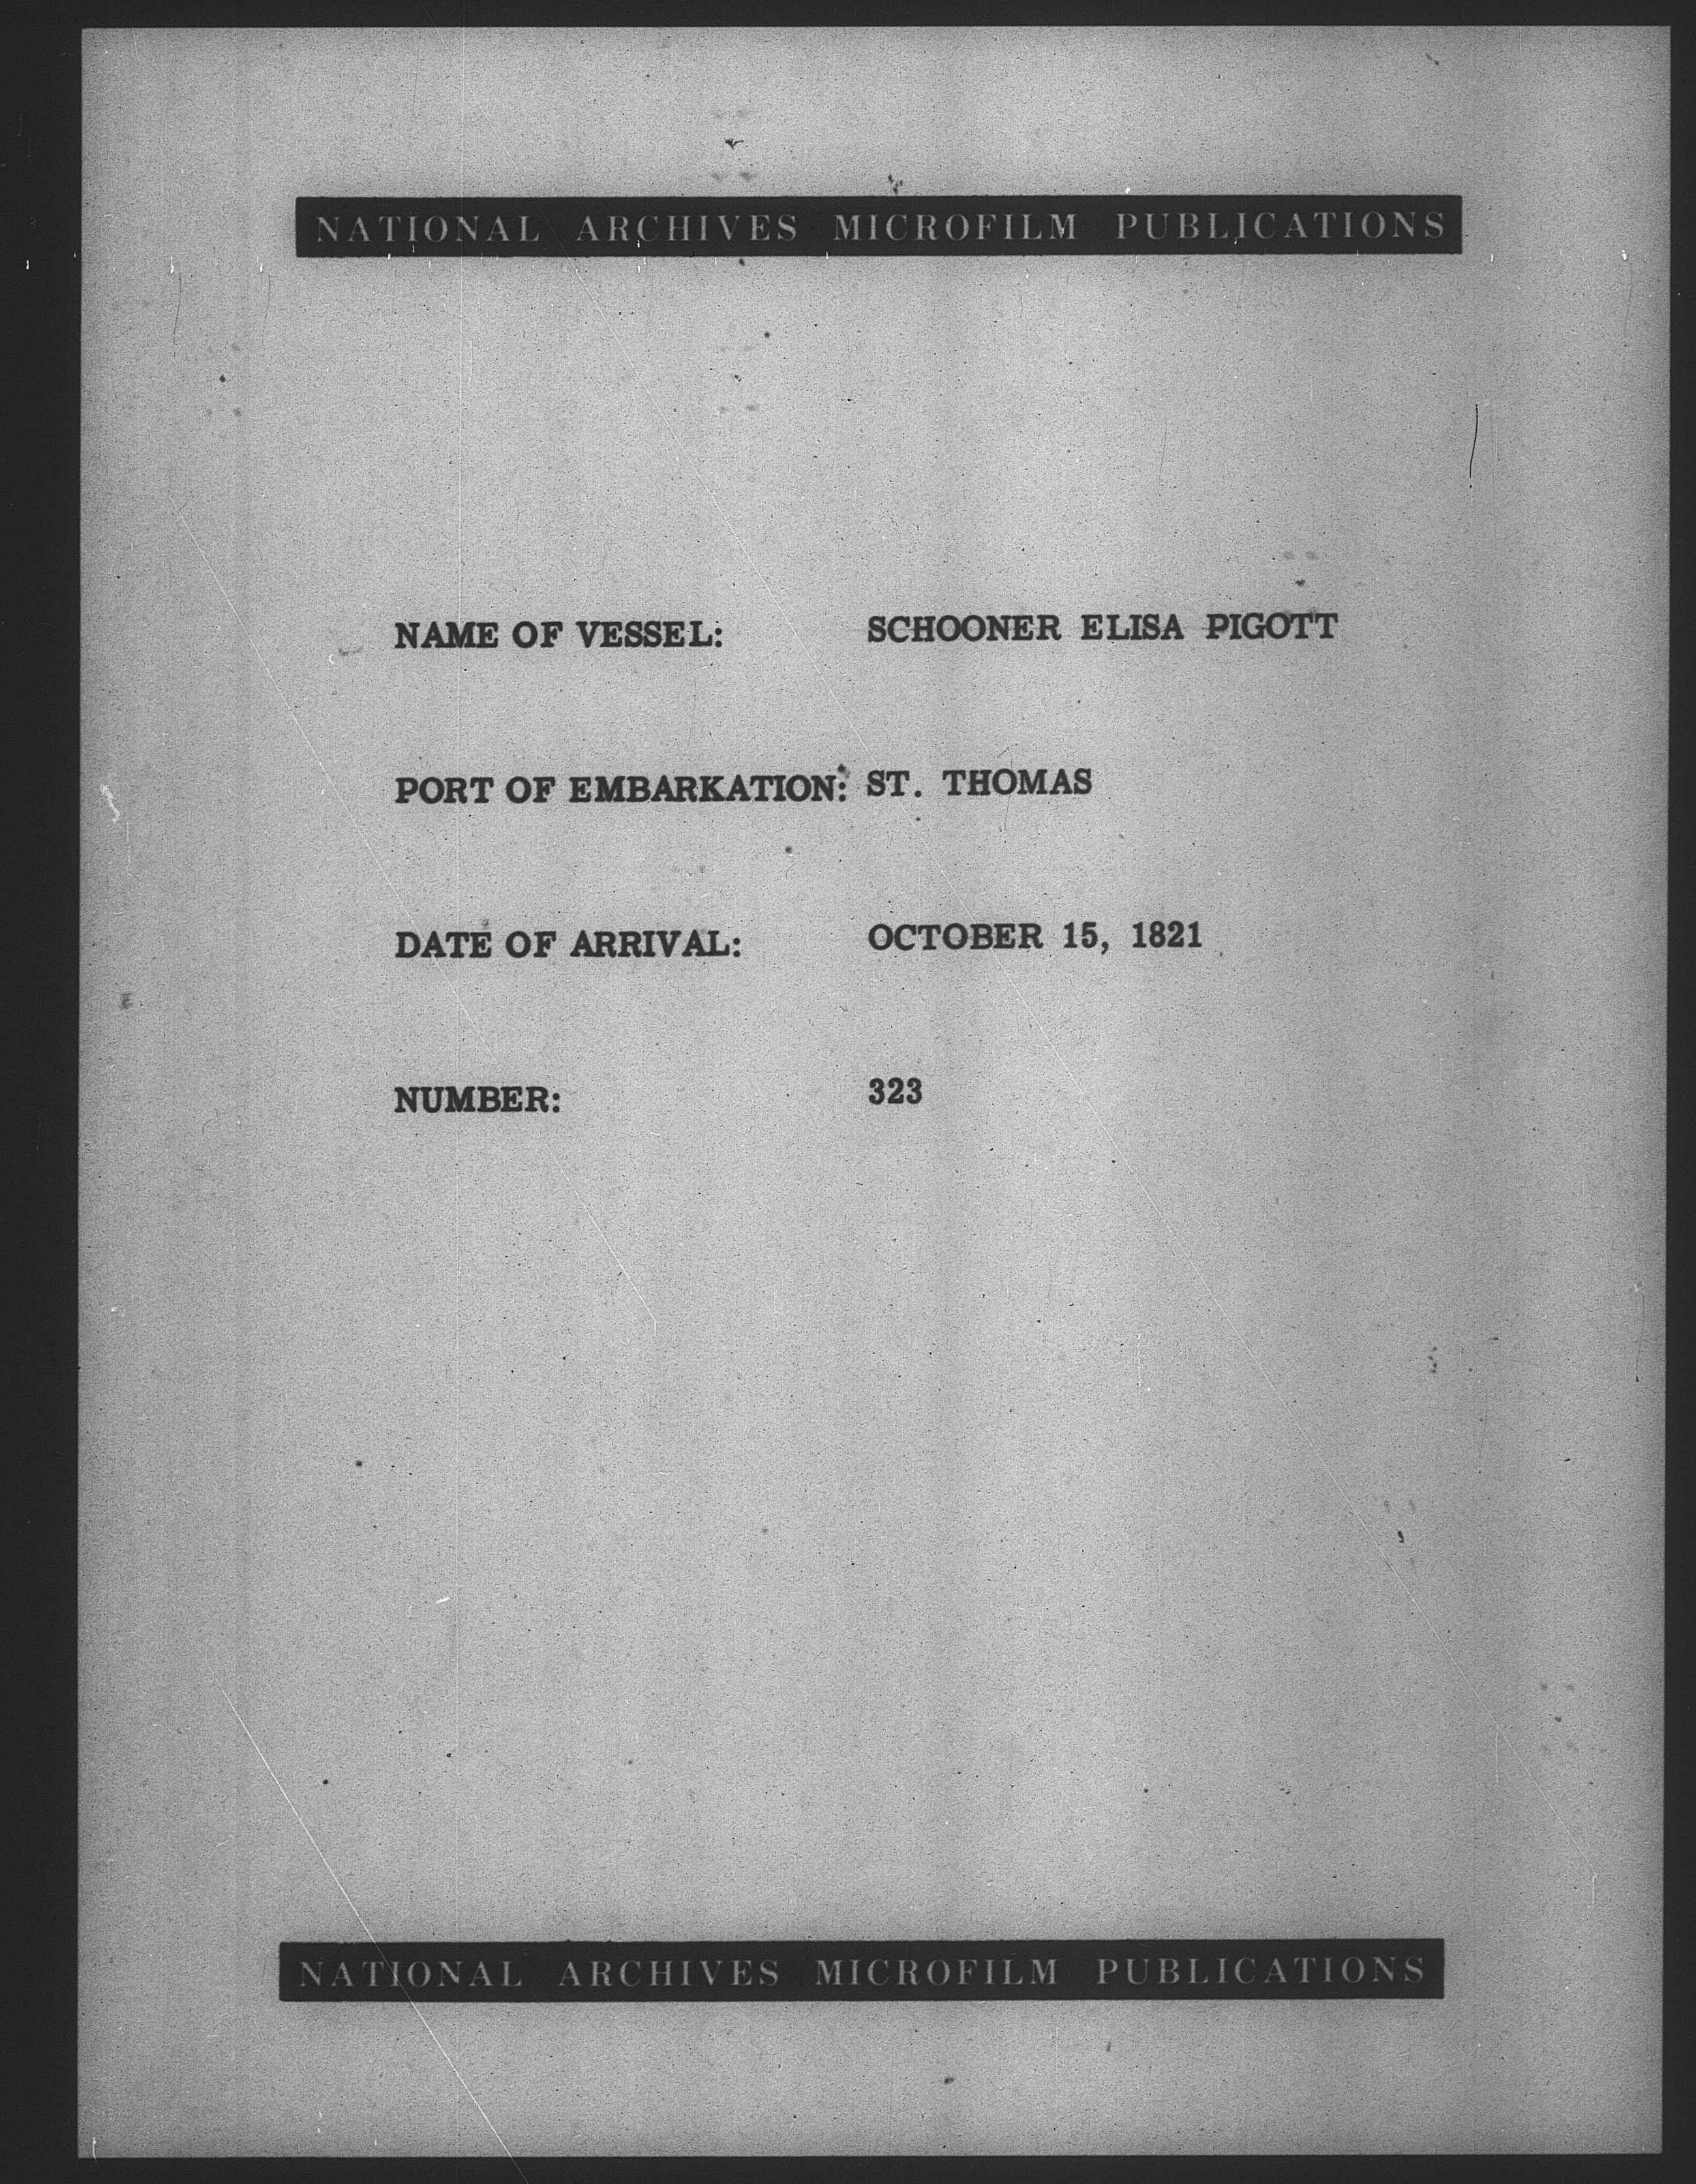 NATIONAL ARCHIVES MICROFILM PUBLICATIONS
NAME OF VESSEL: SCHOONER ELISA PIGOTT
PORT OF EMBARKATION: ST. THOMAS
DATE OF ARRIVAL: OCTOBER 15, 1821
NUMBER: 323
NATIONAL ARCHIVES MICROFILM PUBLICATIONS